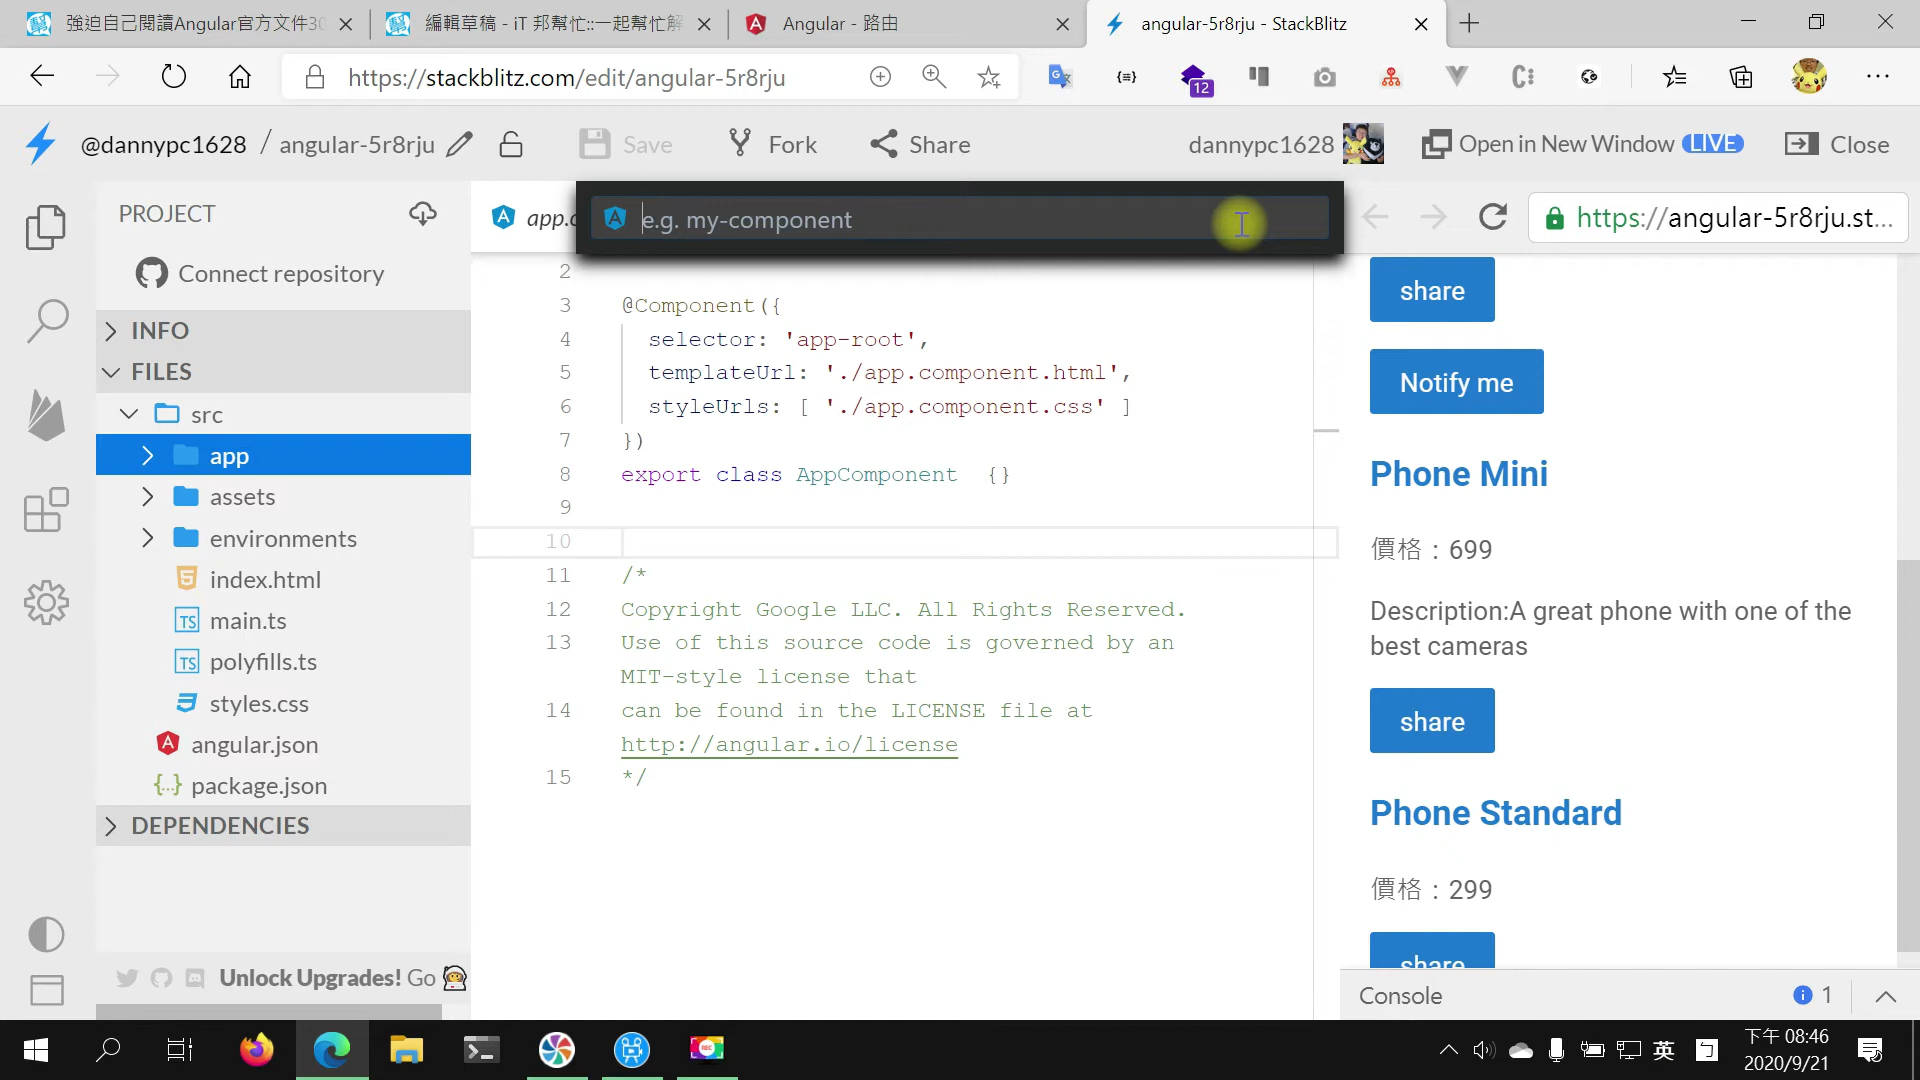 強迫自己閱讀Angular官方文件30
編輯草稿 - iT 邦幫忙::一起幫忙解
Angular - 路由
angular-5r8rju - StackBlitz
https://stackblitz.com/edit/angular-5r8rju
12
@dannypc1628 / angular-5r8rju
Save
Fork
Share
dannypc1628
Open in New Window LIVE
Close
PROJECT
Connect repository
INFO
FILES
src
app
assets
environments
index.html
main.ts
polyfills.ts
styles.css
angular.json
package.json
DEPENDENCIES
Unlock Upgrades! Go
app.c
e.g. my-component
2
3 @Component({
4 selector: 'app-root',
5 templateUrl: './app.component.html',
6 styleUrls: [ './app.component.css' ]
7 })
8 export class AppComponent {}
9
10
11 /*
12 Copyright Google LLC. All Rights Reserved.
13 Use of this source code is governed by an
MIT-style license that
14 can be found in the LICENSE file at
http://angular.io/license
15 */
https://angular-5r8rju.st...
share
Notify me
Phone Mini
價格：699
Description:A great phone with one of the
best cameras
share
Phone Standard
價格：299
share
Console
1
英
下午 08:46
2020/9/21